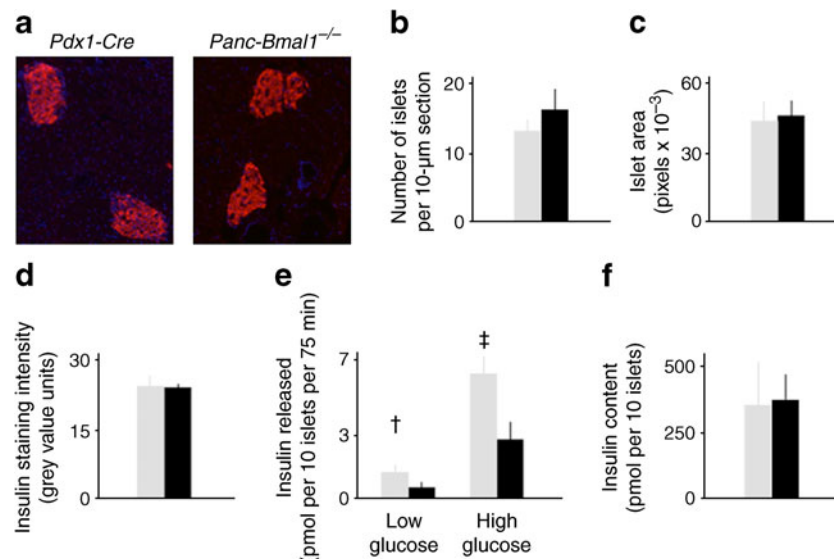 a
Pdx1-Cre
Panc-Bmal1−/−
b
Number of islets
per 10-µm section
20
15
10
0
c
Islet area
(pixels x 10−3)
60
30
0
d
Insulin staining intensity
(grey value units)
30
15
0
e
Insulin released
(pmol per 10 islets per 75 min)
7
3
0
†
‡
Low
glucose
High
glucose
f
Insulin content
(pmol per 10 islets)
500
250
0